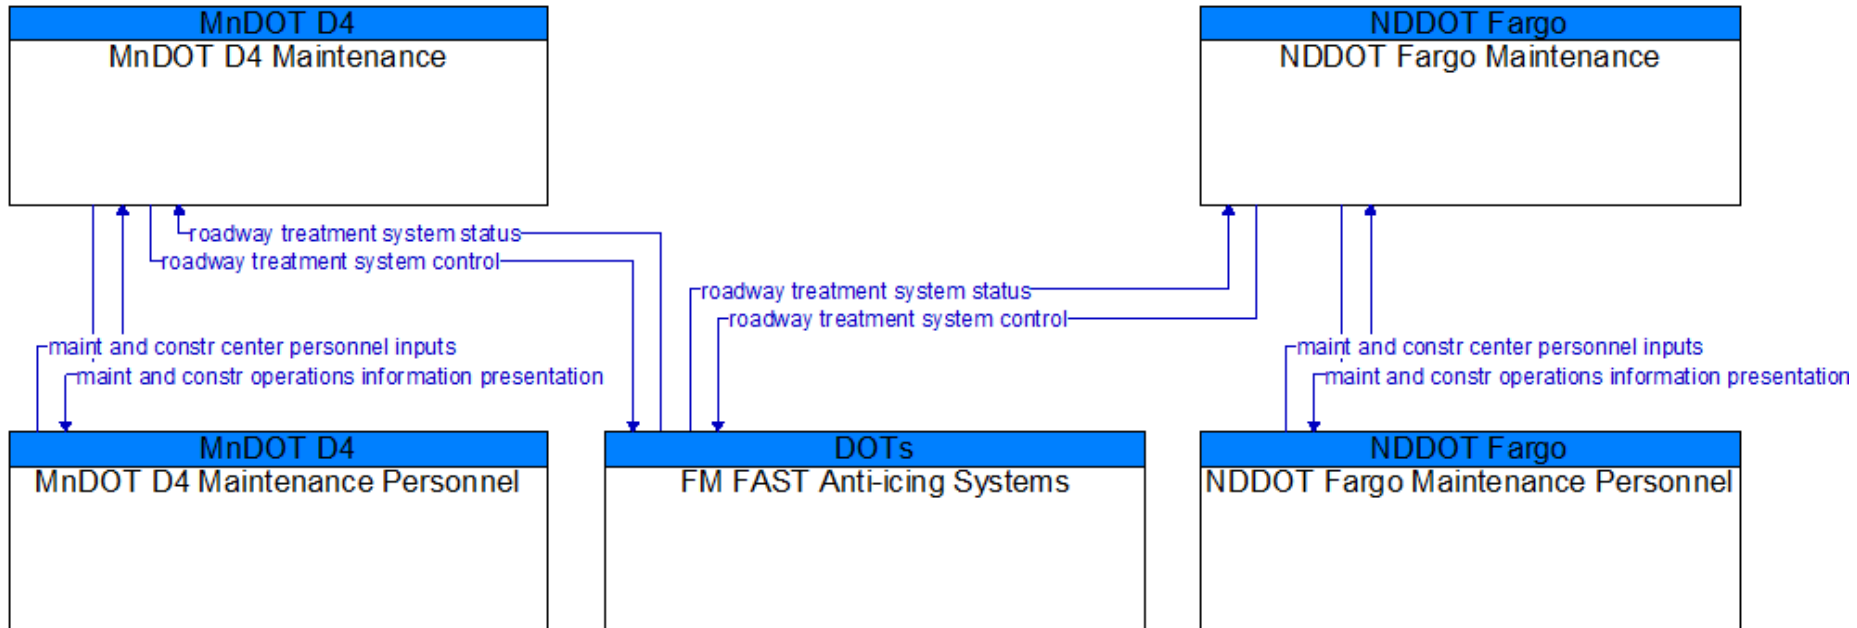 MnDOT D4
MnDOT D4 Maintenance
NDDOT Fargo
NDDOT Fargo Maintenance
roadway treatment system status
roadway treatment system control
roadway treatment system status
roadway treatment system control
maint and constr center personnel inputs
maint and constr operations information presentation
maint and constr center personnel inputs
maint and constr operations information presentation
MnDOT D4
MnDOT D4 Maintenance Personnel
DOTs
FM FAST Anti-icing Systems
NDDOT Fargo
NDDOT Fargo Maintenance Personnel